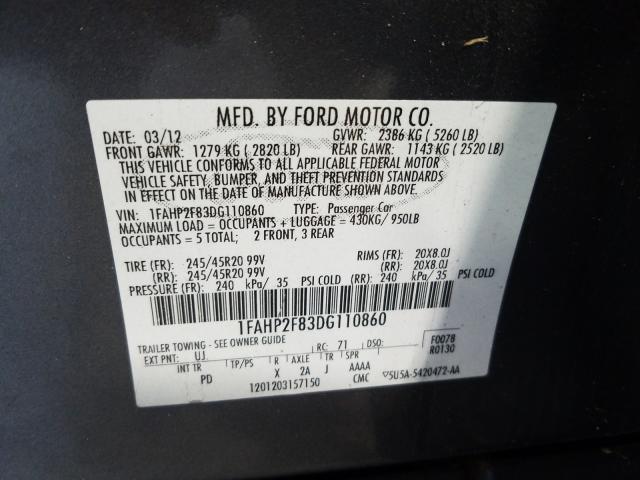 MFD. BY FORD MOTOR CO.
DATE: 03/12 GVWR: 2386 KG ( 5260 LB)
FRONT GAWR: 1279 KG ( 2820 LB) REAR GAWR: 1143 KG ( 2520 LB)
THIS VEHICLE CONFORMS TO ALL APPLICABLE FEDERAL MOTOR
VEHICLE SAFETY, BUMPER, AND THEFT PREVENTION STANDARDS
IN EFFECT ON THE DATE OF MANUFACTURE SHOWN ABOVE.
VIN: 1FAHP2F83DG110860 TYPE: Passenger Car
MAXIMUM LOAD = OCCUPANTS + LUGGAGE = 430KG/ 950LB
OCCUPANTS = 5 TOTAL; 2 FRONT, 3 REAR
TIRE (FR): 245/45R20 99V RIMS (FR): 20X8.0J
(RR): 245/45R20 99V (RR): 20X8.0J
PRESSURE (FR): 240 kPa/ 35 PSI COLD (RR): 240 kPa/ 35 PSI COLD
1FAHP2F83DG110860
TRAILER TOWING - SEE OWNER GUIDE
EXT PNT: UJ RC: 71 DSO: F0078
R0130
INT TR TP/PS R AXLE TR SPR
PD X 2A J AAAA
1201203157150 CMC ▽5U5A-5420472-AA